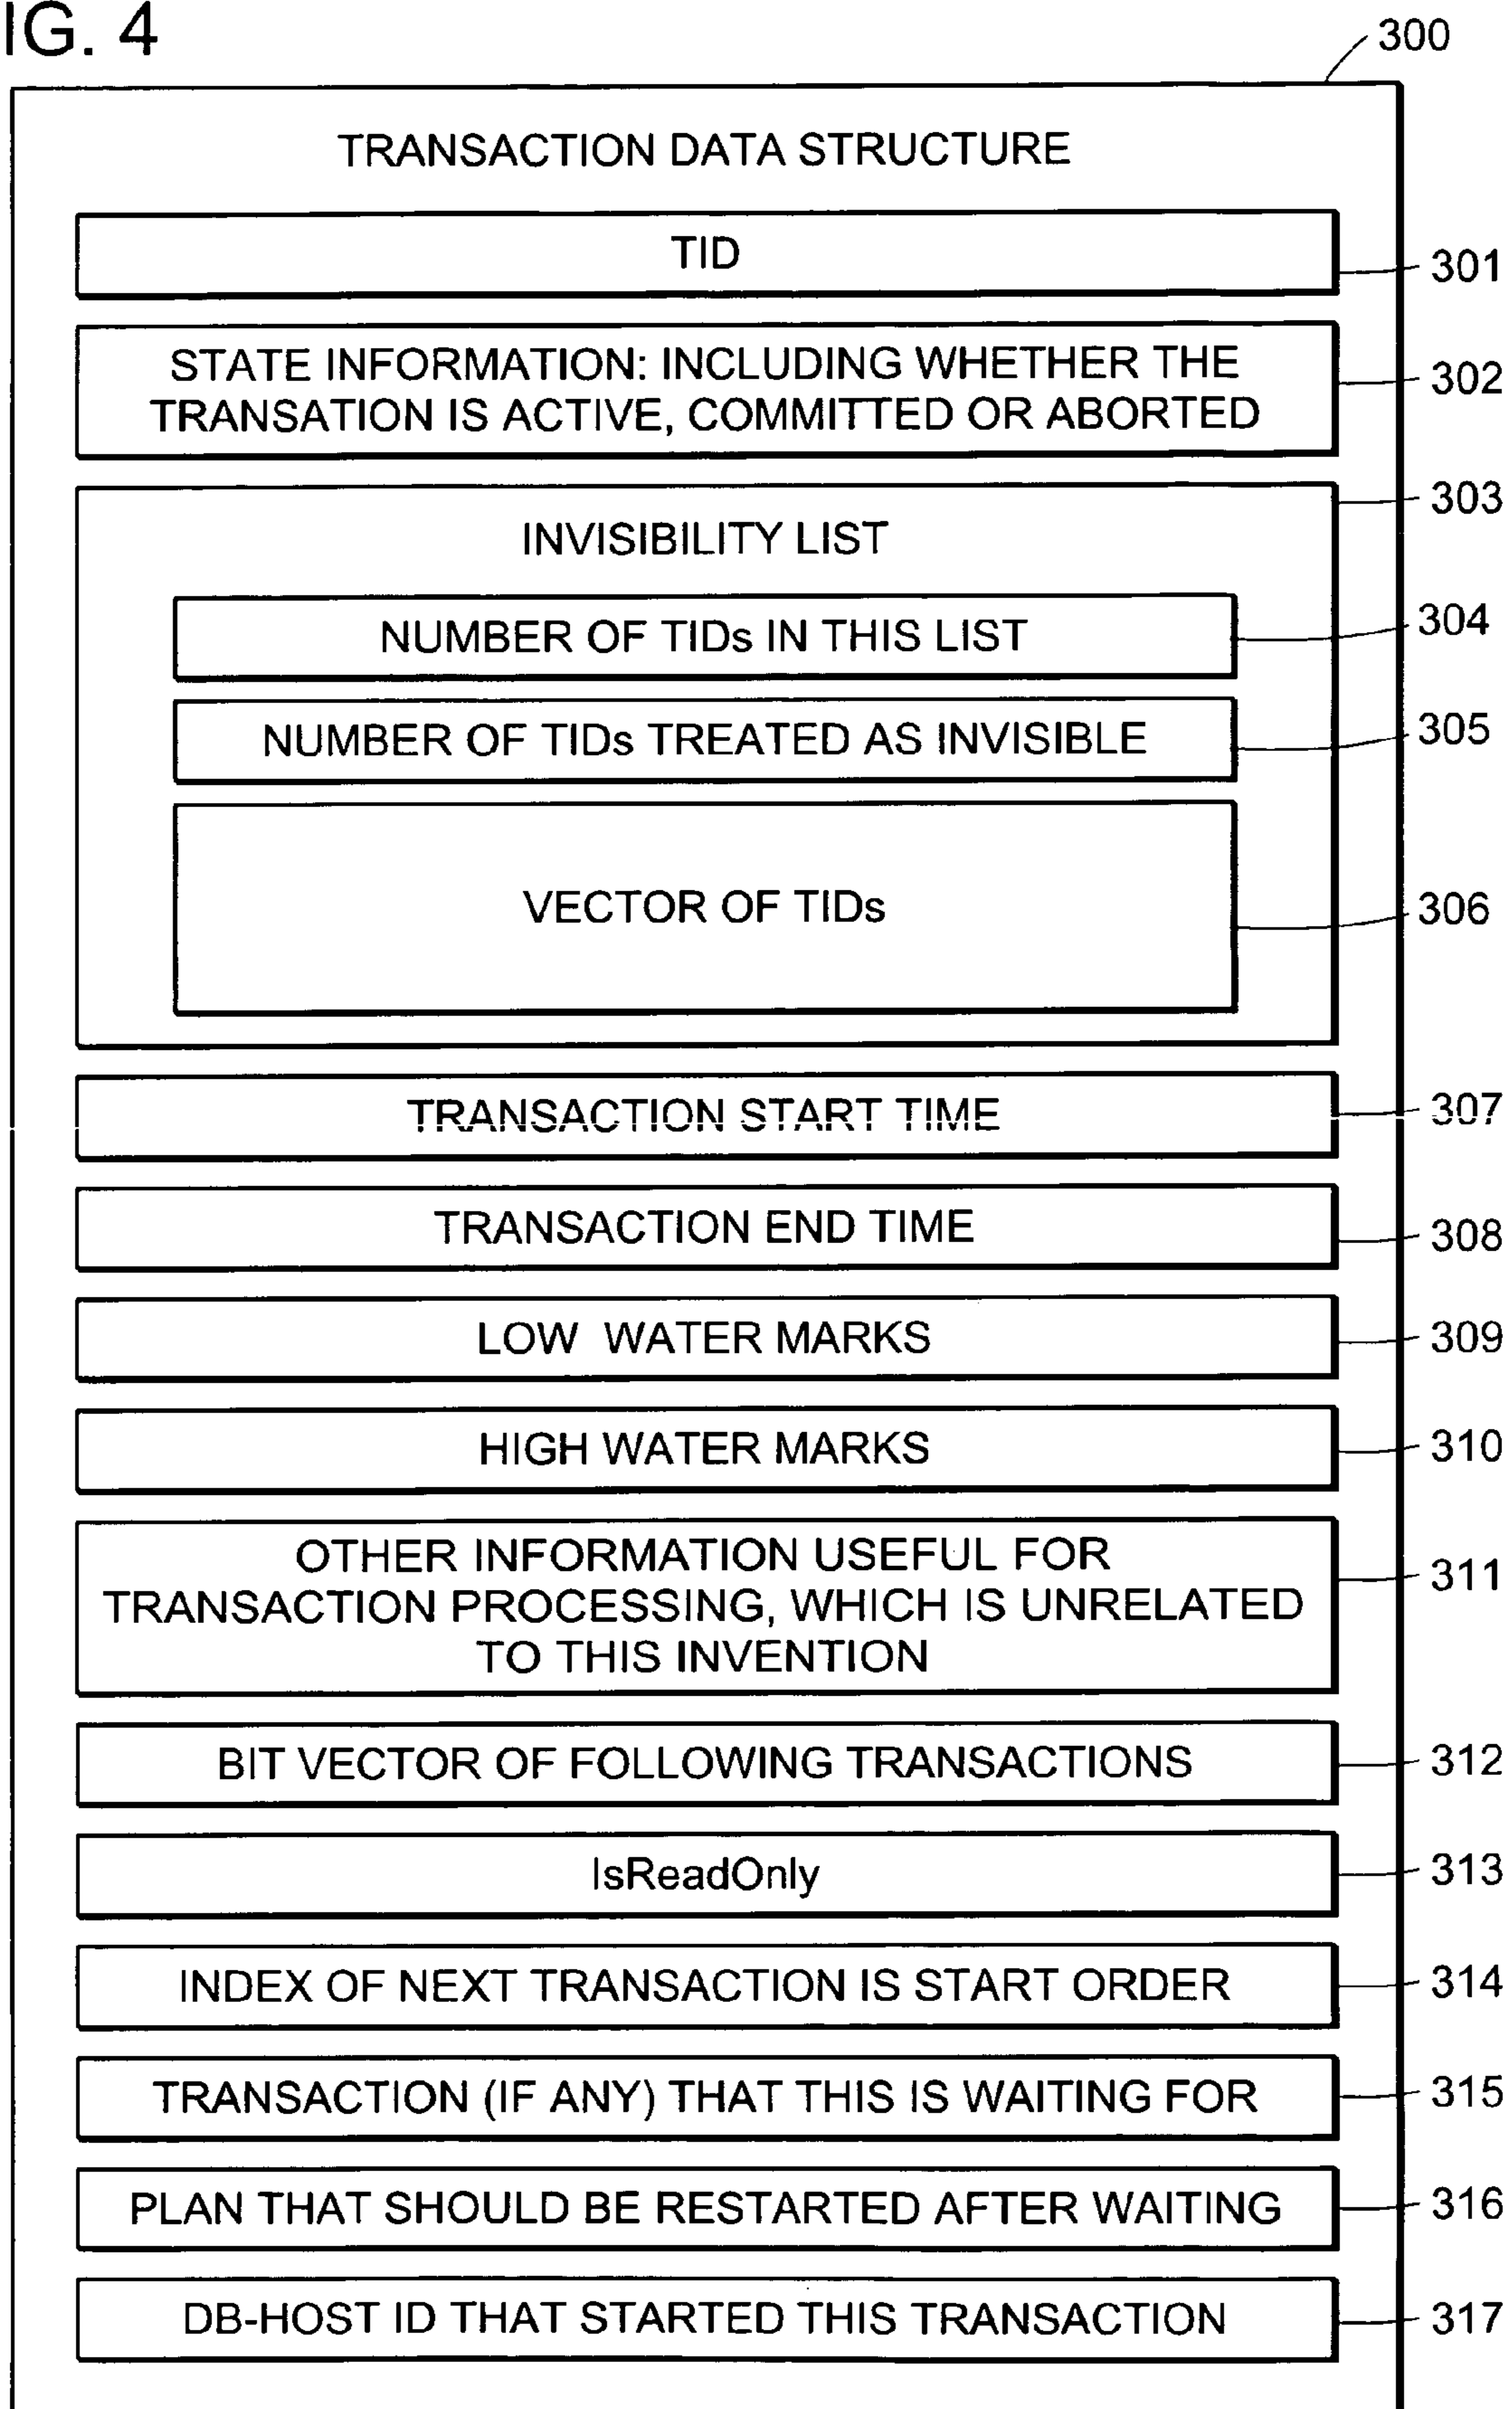 IG. 4
300
TRANSACTION DATA STRUCTURE
TID
301
STATE INFORMATION: INCLUDING WHETHER THE
TRANSATION IS ACTIVE, COMMITTED OR ABORTED
302
303
INVISIBILITY LIST
NUMBER OF TIDs IN THIS LIST
304
NUMBER OF TIDs TREATED AS INVISIBLE
305
VECTOR OF TIDs
306
TRANSACTION START TIME
307
TRANSACTION END TIME
308
LOW WATER MARKS
309
HIGH WATER MARKS
310
OTHER INFORMATION USEFUL FOR
TRANSACTION PROCESSING, WHICH IS UNRELATED
TO THIS INVENTION
311
BIT VECTOR OF FOLLOWING TRANSACTIONS
312
IsReadOnly
313
INDEX OF NEXT TRANSACTION IS START ORDER
314
TRANSACTION (IF ANY) THAT THIS IS WAITING FOR
315
PLAN THAT SHOULD BE RESTARTED AFTER WAITING
316
DB-HOST ID THAT STARTED THIS TRANSACTION
317